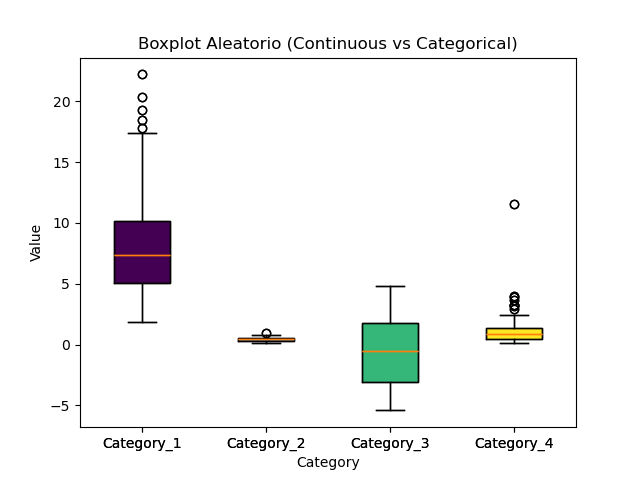 Boxplot Aleatorio (Continuous vs Categorical)
Value
20
15
10
5
0
−5
Category_1 Category_2 Category_3 Category_4
Category